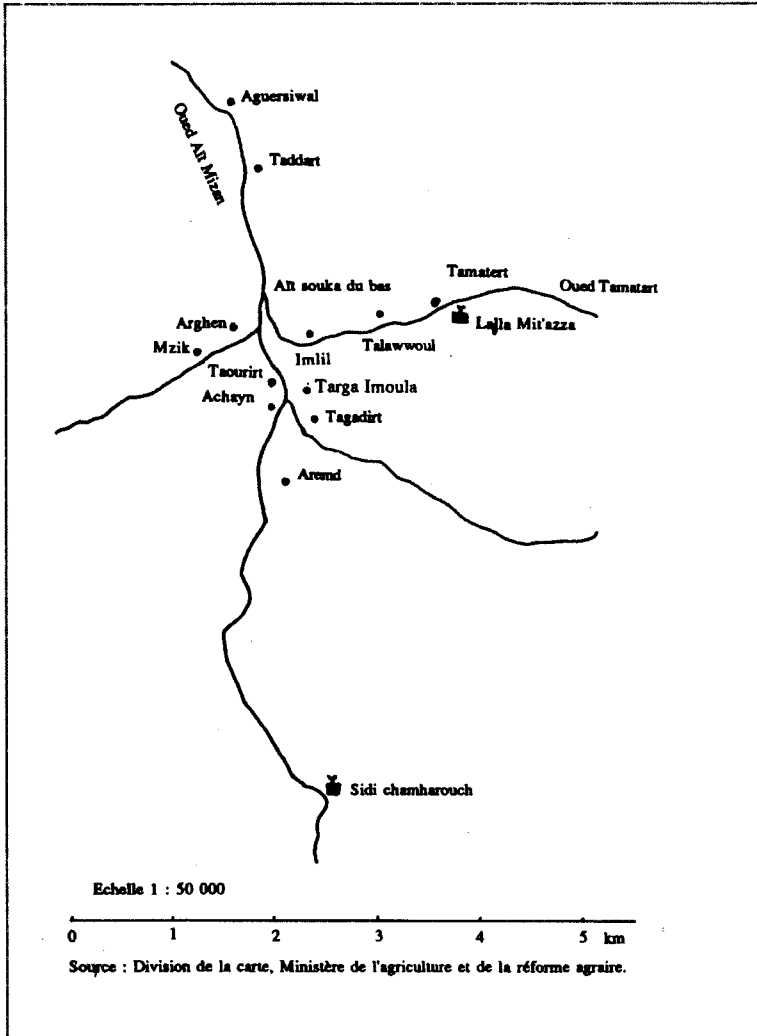 Aguersiwal
Oued Aït Mizan
Taddart
Tamatert
Aït souka du bas
Oued Tamatart
Arghen
Lalla Mit'azza
Mzik
Imlil
Talawwoul
Taourirt
Targa Imoula
Achayn
Tagadirt
Aremd
Sidi chamharouch
Echelle 1 : 50 000
0 1 2 3 4 5 km
Source : Division de la carte, Ministère de l'agriculture et de la réforme agraire.